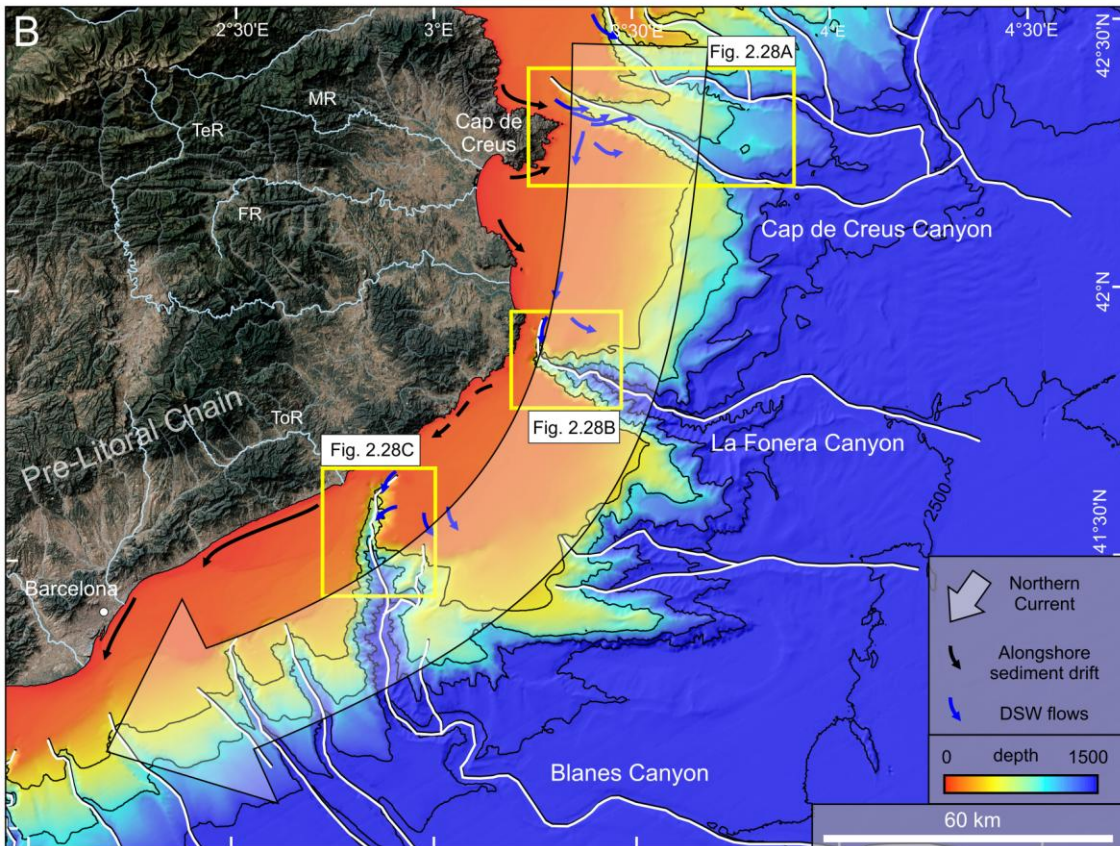 B
2°30'E
3°E
3°30'E
4°E
4°30'E
42°30'N
Fig. 2.28A
MR
TeR
Cap de
Creus
FR
Cap de Creus Canyon
42°N
Pre-Litoral Chain
ToR
Fig. 2.28B
La Fonera Canyon
Fig. 2.28C
2500
41°30'N
Barcelona
Northern
Current
Alongshore
sediment drift
DSW flows
0 depth 1500
Blanes Canyon
60 km